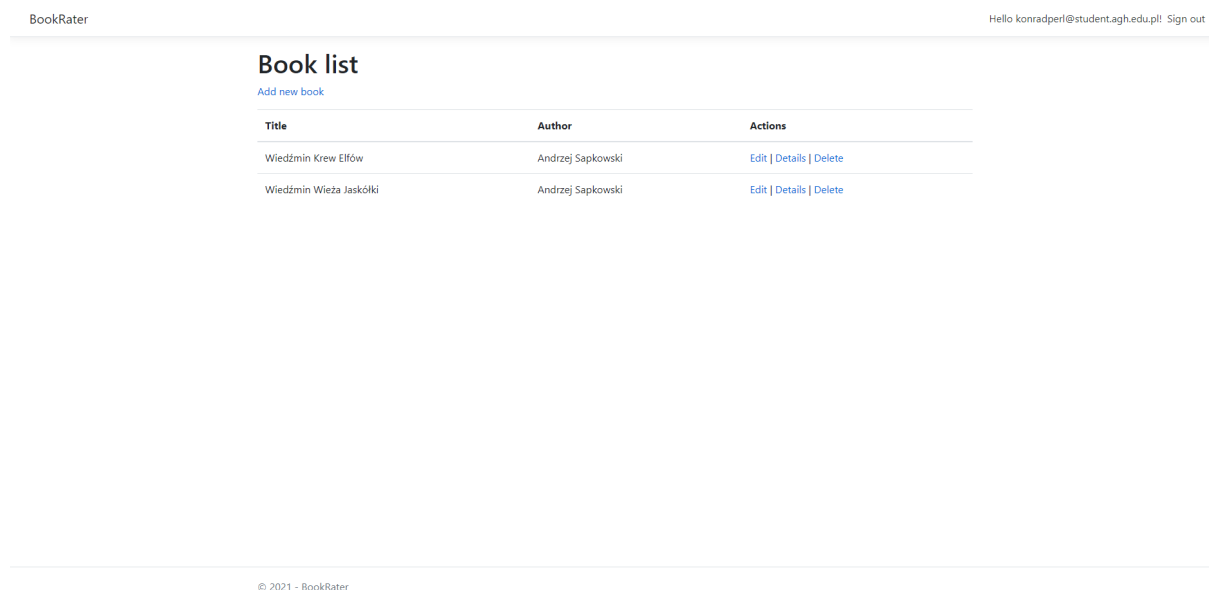 BookRater Hello konradperl@student.agh.edu.pl! Sign out
Book list
Add new book
Title Author Actions
Wiedźmin Krew Elfów Andrzej Sapkowski Edit | Details | Delete
Wiedźmin Wieża Jaskółki Andrzej Sapkowski Edit | Details | Delete
© 2021 - BookRater